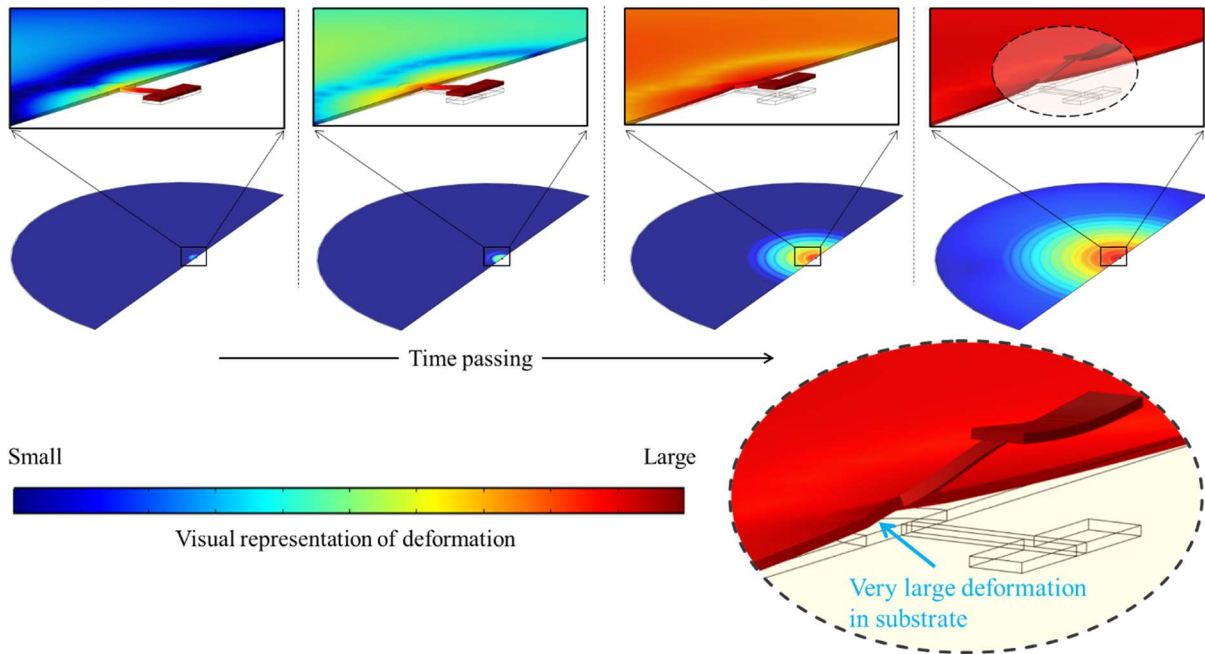 Time passing
Small
Large
Visual representation of deformation
Very large deformation
in substrate